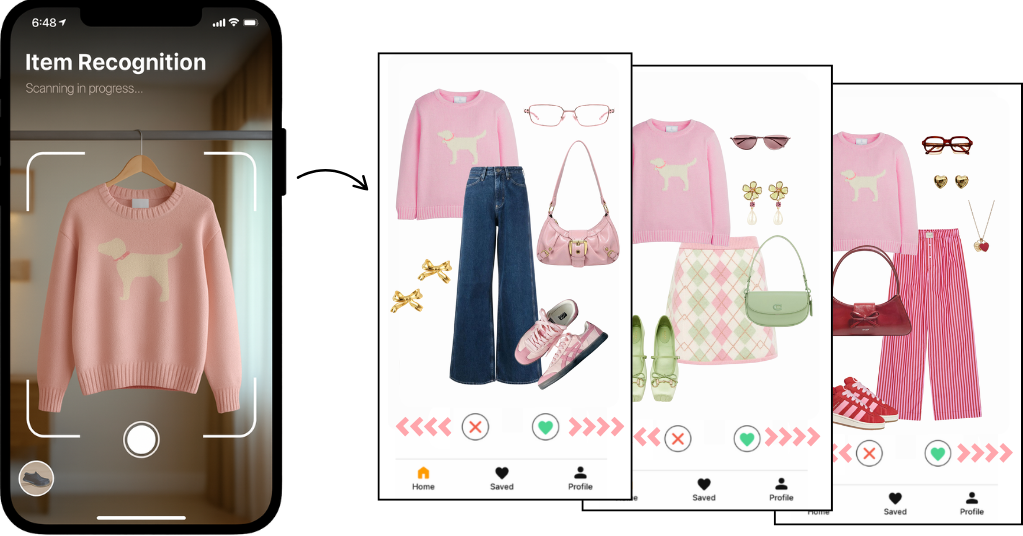 6:48
Item Recognition
Scanning in progress...
Home
Saved
Profile
Saved
Profile
Home
Saved
Profile